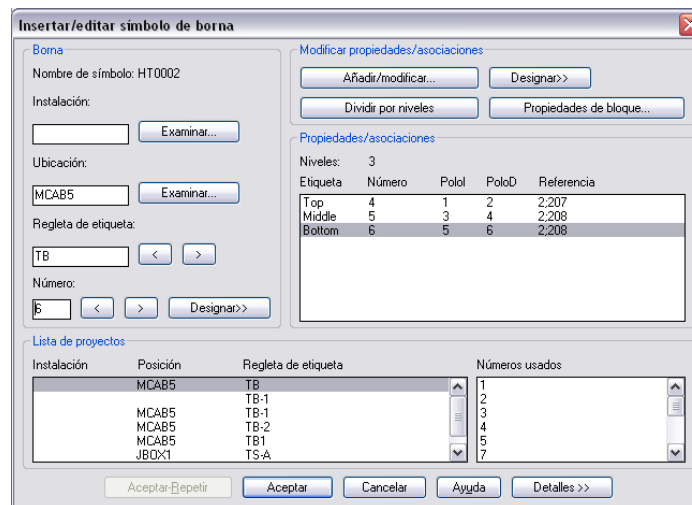 Insertar/editar símbolo de borna
Borna
Nombre de símbolo: HT0002
Instalación:
Examinar...
Ubicación:
MCAB5
Examinar...
Regleta de etiqueta:
TB
<
>
Número:
6
<
>
Designar>>
Modificar propiedades/asociaciones
Añadir/modificar...
Designar>>
Dividir por niveles
Propiedades de bloque...
Propiedades/asociaciones
Niveles: 3
Etiqueta Número PoloI PoloD Referencia
Top 4 1 2 2;207
Middle 5 3 4 2;208
Bottom 6 5 6 2;208
Lista de proyectos
Instalación Posición Regleta de etiqueta
MCAB5 TB
TB-1
MCAB5 TB-1
MCAB5 TB-2
MCAB5 TB1
JBOX1 TS-A
Números usados
1
2
3
4
5
7
Aceptar-Repetir
Aceptar
Cancelar
Ayuda
Detalles >>